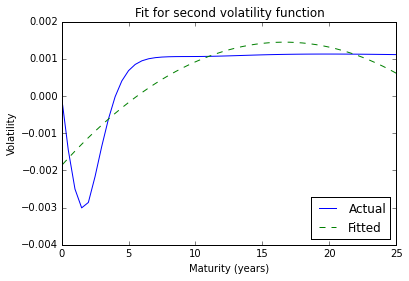 Fit for second volatility function
0.002
0.001
0.000
−0.001
−0.002
−0.003
−0.004
Volatility
0 5 10 15 20 25
Maturity (years)
Actual
Fitted